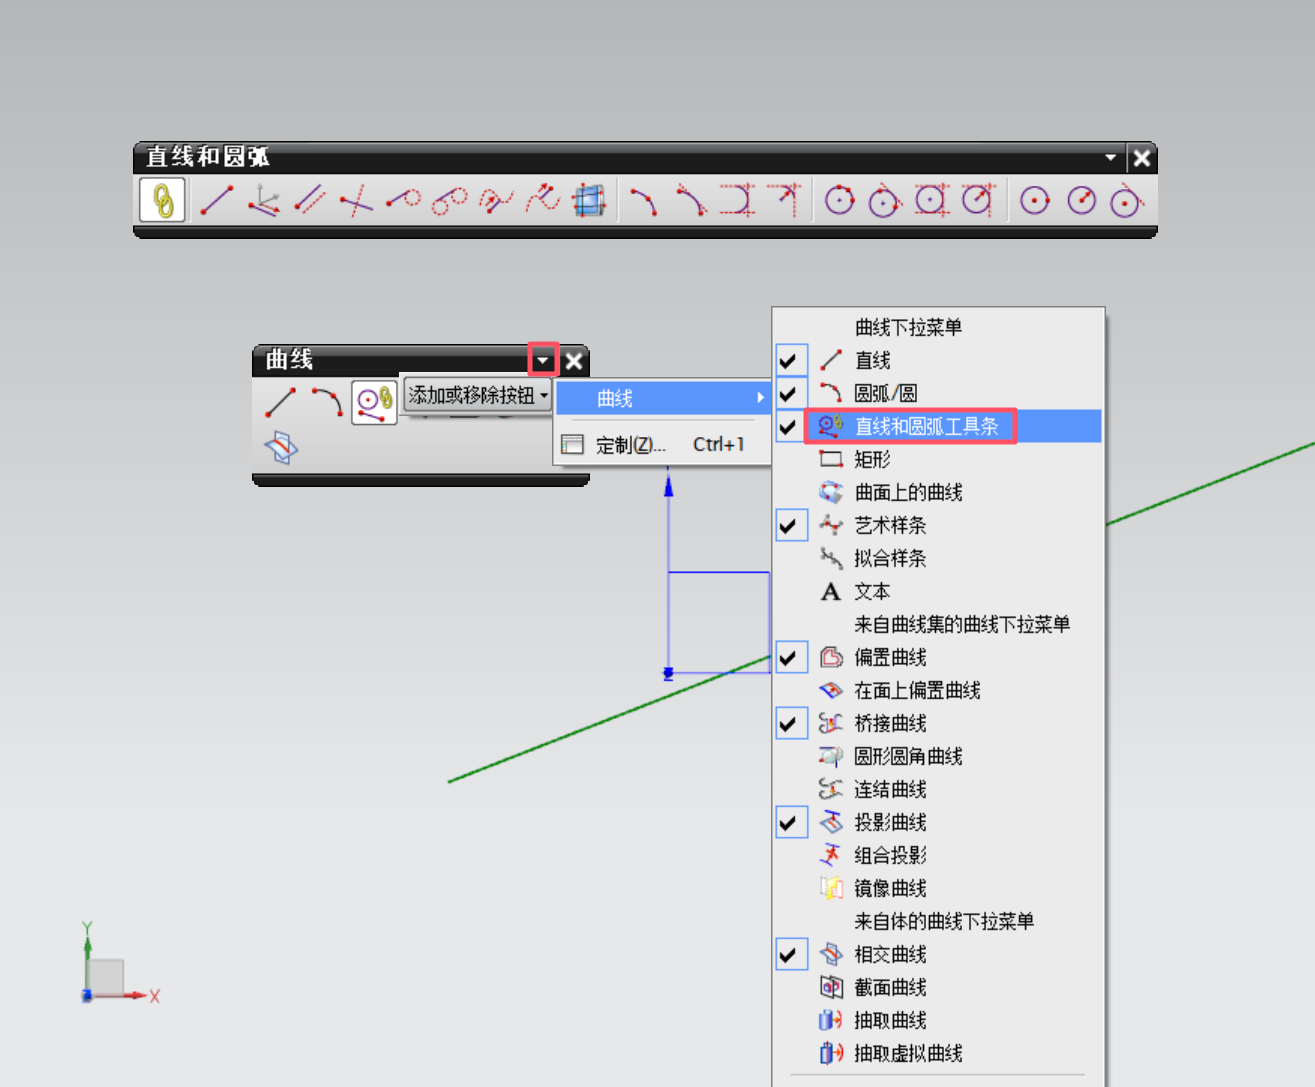 直线和圆弧
曲线
添加或移除按钮
曲线
定制(Z)... Ctrl+1
曲线下拉菜单
直线
圆弧/圆
直线和圆弧工具条
矩形
曲面上的曲线
艺术样条
拟合样条
A 文本
来自曲线集的曲线下拉菜单
偏置曲线
在面上偏置曲线
桥接曲线
圆形圆角曲线
连结曲线
投影曲线
组合投影
镜像曲线
来自体的曲线下拉菜单
相交曲线
截面曲线
抽取曲线
抽取虚拟曲线
Z
Y
X